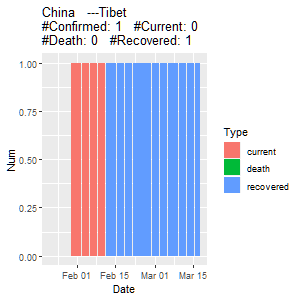 China   ---Tibet
#Confirmed: 1   #Current: 0
#Death: 0   #Recovered: 1
1.00
0.75
0.50
0.25
0.00
Num
Feb 01 Feb 15 Mar 01 Mar 15
Date
Type
current
death
recovered